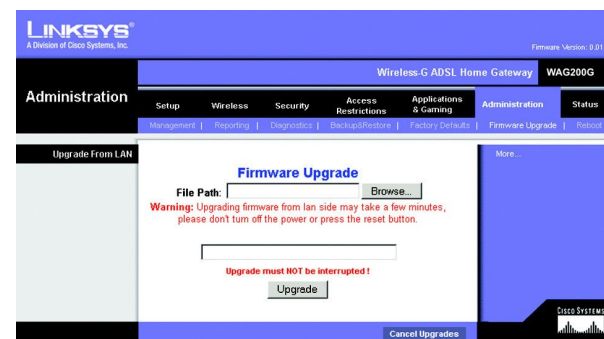 LINKSYS®
A Division of Cisco Systems, Inc.
Firmware Version: 0.01
Wireless-G ADSL Home Gateway WAG200G
Administration
Setup Wireless Security Access Restrictions Applications & Gaming Administration Status
Management | Reporting | Diagnostics | Backup&Restore | Factory Defaults | Firmware Upgrade | Reboot
Upgrade From LAN
More...
Firmware Upgrade
File Path: Browse...
Warning: Upgrading firmware from lan side may take a few minutes,
please don't turn off the power or press the reset button.
Upgrade must NOT be interrupted !
Upgrade
Cancel Upgrades
CISCO SYSTEMS